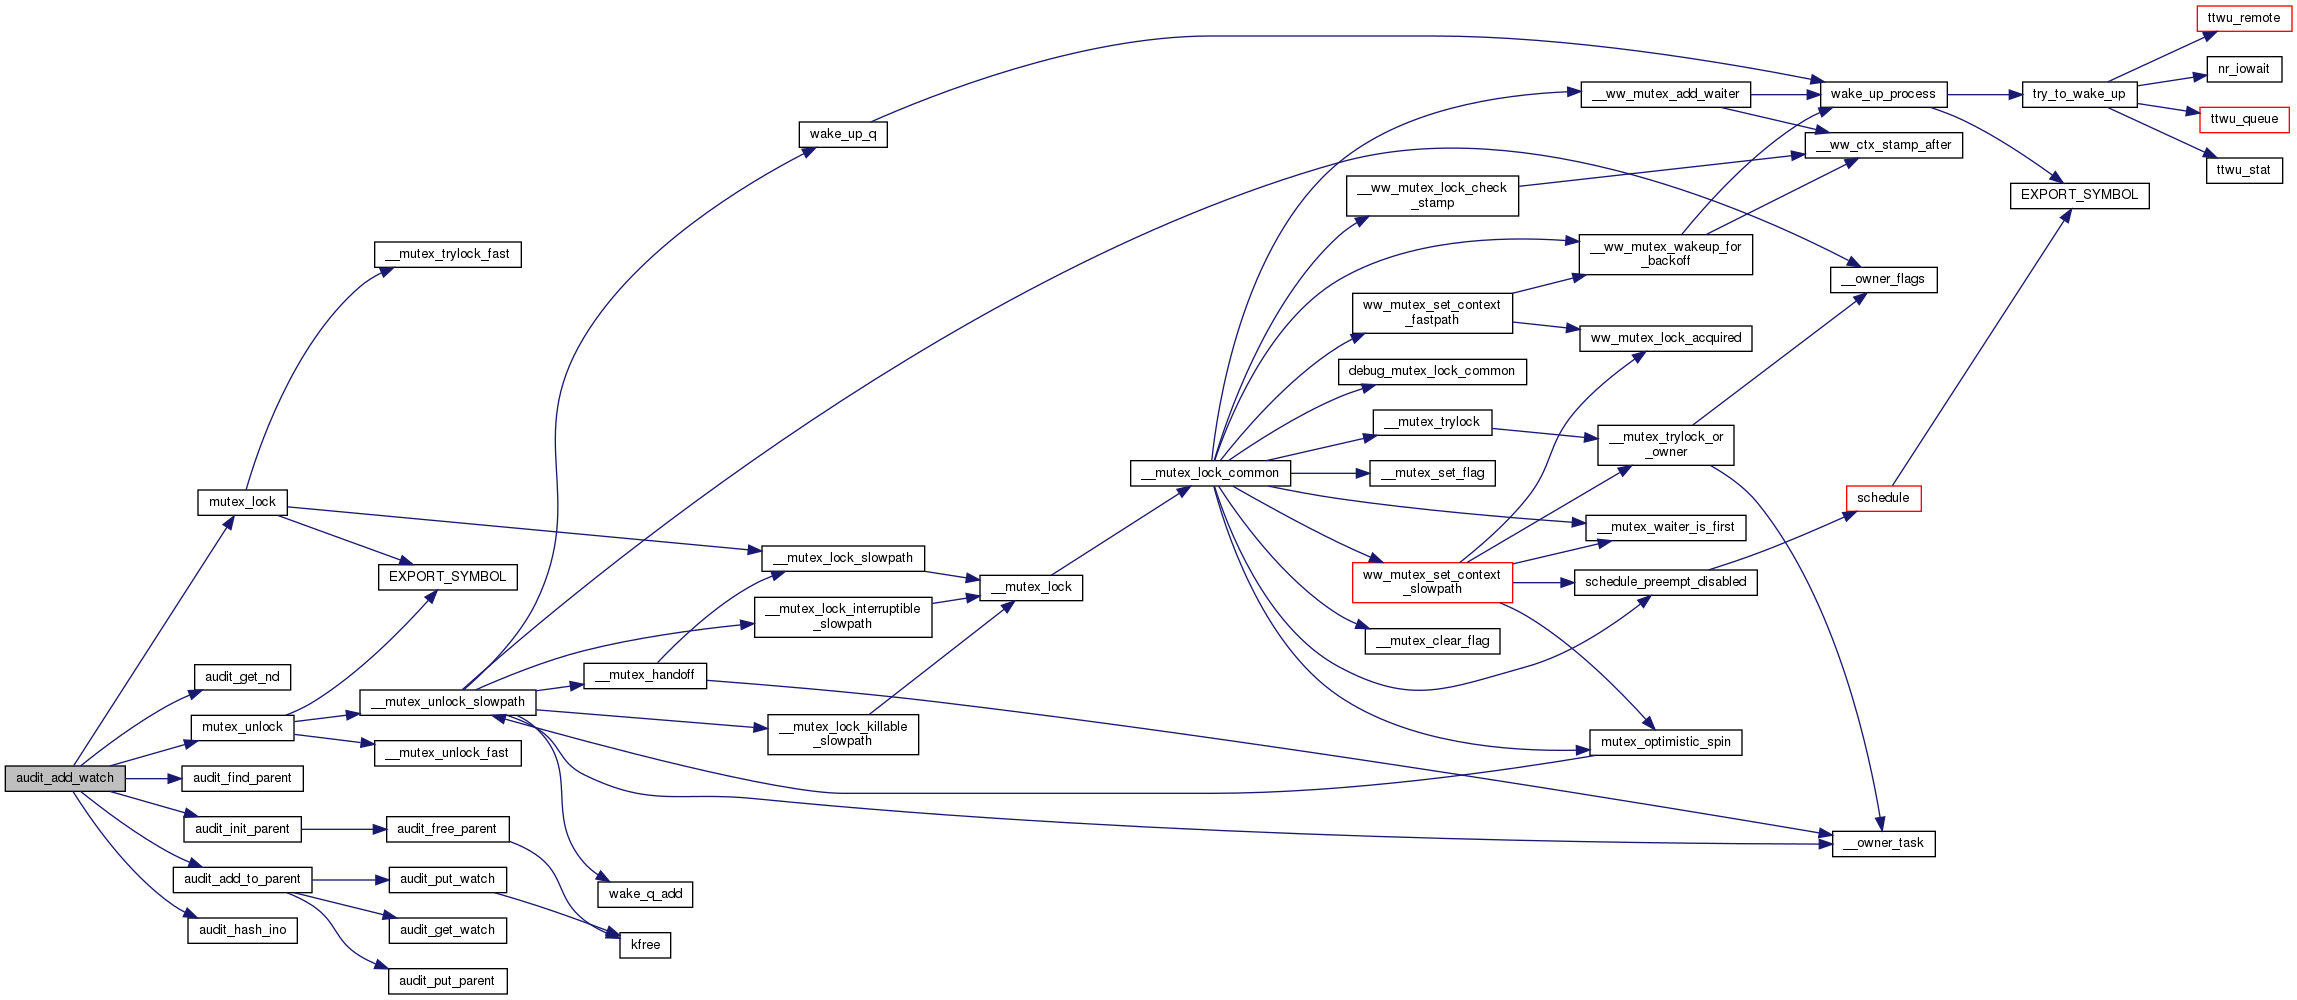 ttwu_remote
nr_iowait
__ww_mutex_add_waiter
wake_up_process
try_to_wake_up
ttwu_queue
wake_up_q
__ww_ctx_stamp_after
ttwu_stat
__ww_mutex_lock_check
_stamp
EXPORT_SYMBOL
__mutex_trylock_fast
__ww_mutex_wakeup_for
_backoff
__owner_flags
ww_mutex_set_context
_fastpath
ww_mutex_lock_acquired
debug_mutex_lock_common
__mutex_trylock
__mutex_trylock_or
_owner
__mutex_lock_common
__mutex_set_flag
mutex_lock
schedule
__mutex_waiter_is_first
__mutex_lock_slowpath
EXPORT_SYMBOL
__mutex_lock
ww_mutex_set_context
_slowpath
schedule_preempt_disabled
__mutex_lock_interruptible
_slowpath
__mutex_clear_flag
audit_get_nd
__mutex_handoff
__mutex_unlock_slowpath
mutex_unlock
__mutex_lock_killable
_slowpath
mutex_optimistic_spin
__mutex_unlock_fast
audit_add_watch
audit_find_parent
audit_init_parent
audit_free_parent
__owner_task
audit_add_to_parent
audit_put_watch
wake_q_add
audit_hash_ino
audit_get_watch
kfree
audit_put_parent